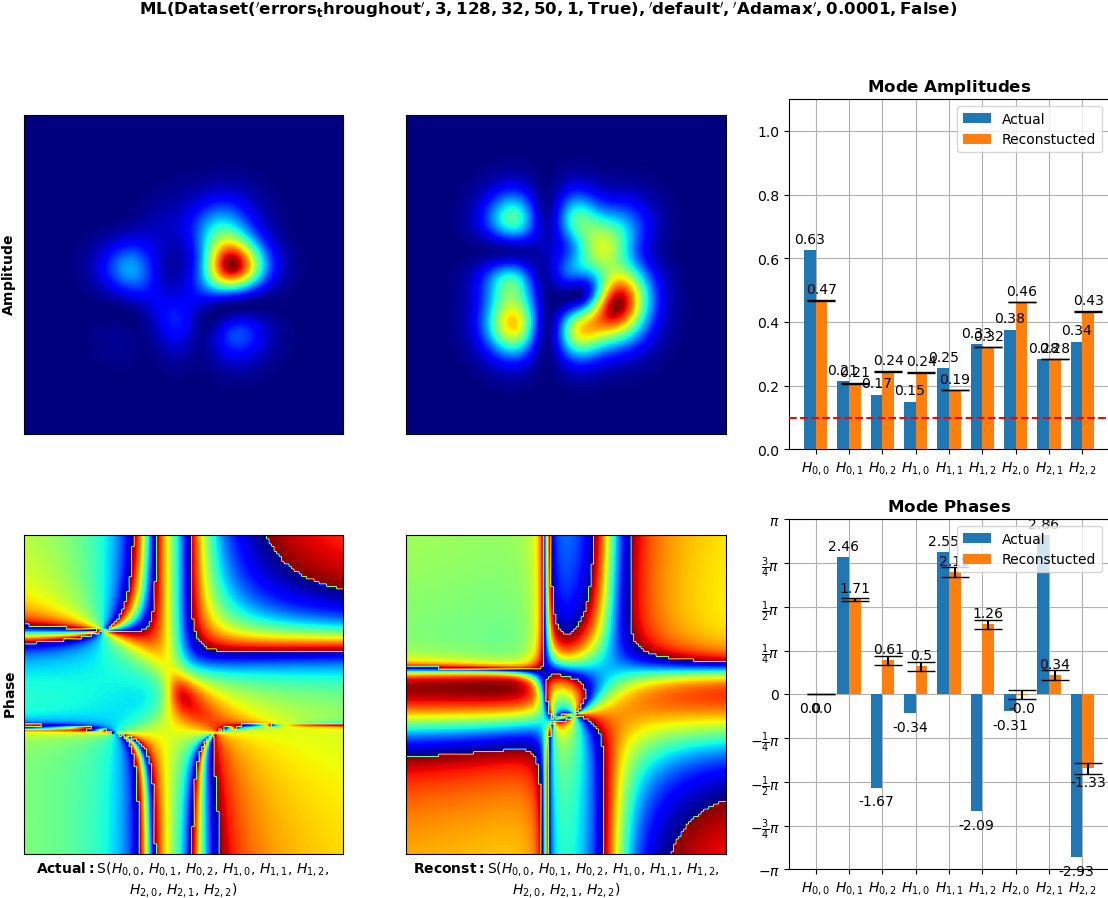 ML(Dataset('errors_throughout', 3, 128, 32, 50, 1, True), 'default', 'Adamax', 0.0001, False)
Amplitude
Mode Amplitudes
Actual
Reconstucted
1.0
0.8
0.6
0.4
0.2
0.0
0.63
0.47
0.21
0.21
0.17
0.24
0.15
0.24
0.25
0.19
0.33
0.32
0.38
0.46
0.28
0.28
0.34
0.43
H0,0 H0,1 H0,2 H1,0 H1,1 H1,2 H2,0 H2,1 H2,2
Phase
Actual: S(H0,0, H0,1, H0,2, H1,0, H1,1, H1,2,
H2,0, H2,1, H2,2)
Reconst: S(H0,0, H0,1, H0,2, H1,0, H1,1, H1,2,
H2,0, H2,1, H2,2)
Mode Phases
Actual
Reconstucted
π
3/4π
1/2π
1/4π
0
−1/4π
−1/2π
−3/4π
−π
0.0
0.0
2.46
1.71
-1.67
0.61
-0.34
0.5
2.55
-2.09
1.26
-0.31
-0.0
2.86
0.34
-2.93
-1.33
H0,0 H0,1 H0,2 H1,0 H1,1 H1,2 H2,0 H2,1 H2,2